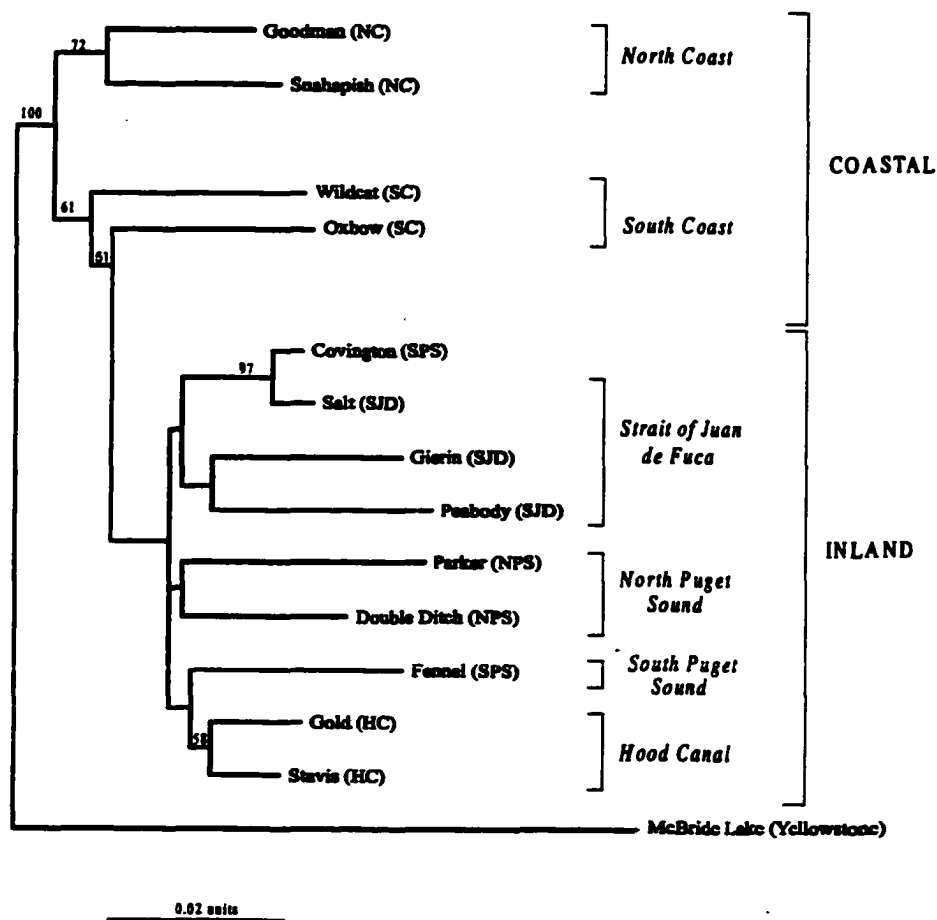 72
Goodman (NC)
North Coast
Snahapish (NC)
100
COASTAL
Wildcat (SC)
61
South Coast
Oxbow (SC)
51
Covington (SPS)
97
Salt (SJD)
Strait of Juan
de Fuca
Gierin (SJD)
Peabody (SJD)
INLAND
Parker (NPS)
North Puget
Sound
Double Ditch (NPS)
Fennel (SPS)
South Puget
Sound
Gold (HC)
58
Hood Canal
Stavis (HC)
McBride Lake (Yellowstone)
0.02 units